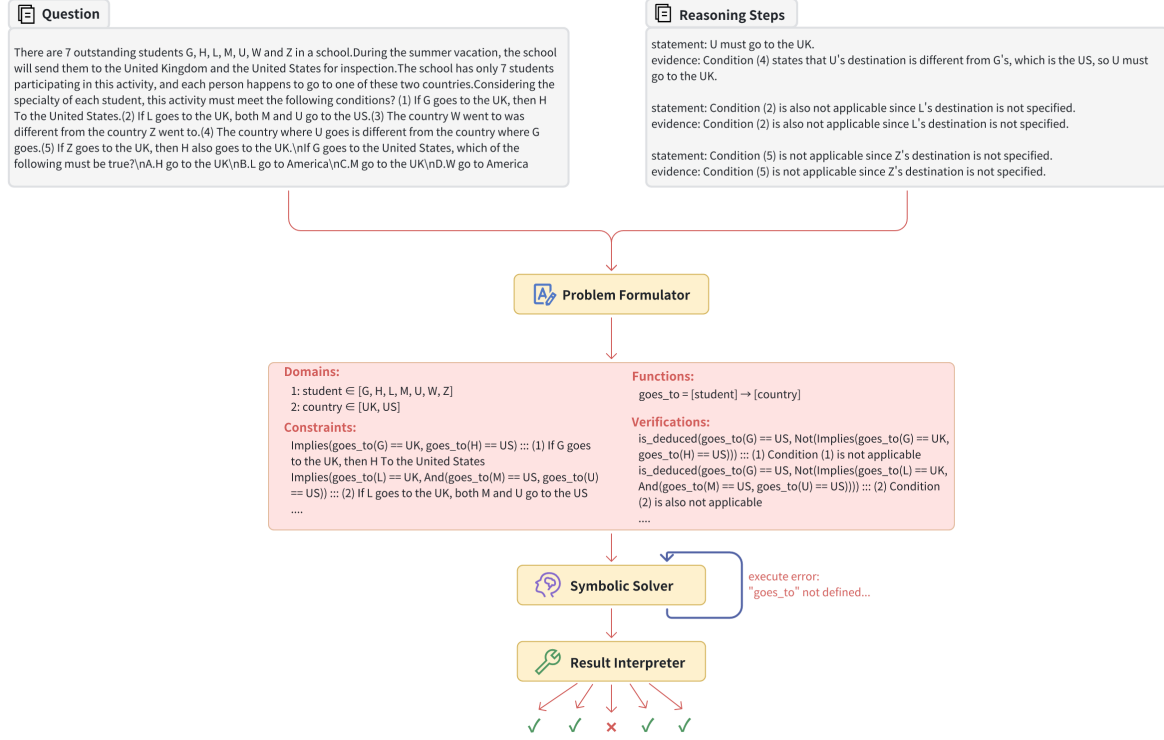 Question
There are 7 outstanding students G, H, L, M, U, W and Z in a school.During the summer vacation, the school
will send them to the United Kingdom and the United States for inspection.The school has only 7 students
participating in this activity, and each person happens to go to one of these two countries.Considering the
specialty of each student, this activity must meet the following conditions? (1) If G goes to the UK, then H
To the United States.(2) If L goes to the UK, both M and U go to the US.(3) The country W went to was
different from the country Z went to.(4) The country where U goes is different from the country where G
goes.(5) If Z goes to the UK, then H also goes to the UK.\nIf G goes to the United States, which of the
following must be true?\nA.H go to the UK\nB.L go to America\nC.M go to the UK\nD.W go to America
Reasoning Steps
statement: U must go to the UK.
evidence: Condition (4) states that U's destination is different from G's, which is the US, so U must
go to the UK.
statement: Condition (2) is also not applicable since L's destination is not specified.
evidence: Condition (2) is also not applicable since L's destination is not specified.
statement: Condition (5) is not applicable since Z's destination is not specified.
evidence: Condition (5) is not applicable since Z's destination is not specified.
Problem Formulator
Domains:
1: student ∈ [G, H, L, M, U, W, Z]
2: country ∈ [UK, US]
Constraints:
Implies(goes_to(G) == UK, goes_to(H) == US) ::: (1) If G goes
to the UK, then H To the United States
Implies(goes_to(L) == UK, And(goes_to(M) == US, goes_to(U)
== US)) ::: (2) If L goes to the UK, both M and U go to the US
....
Functions:
goes_to = [student] → [country]
Verifications:
is_deduced(goes_to(G) == US, Not(Implies(goes_to(G) == UK,
goes_to(H) == US))) ::: (1) Condition (1) is not applicable
is_deduced(goes_to(G) == US, Not(Implies(goes_to(L) == UK,
And(goes_to(M) == US, goes_to(U) == US)))) ::: (2) Condition
(2) is also not applicable
....
Symbolic Solver
execute error:
"goes_to" not defined...
Result Interpreter